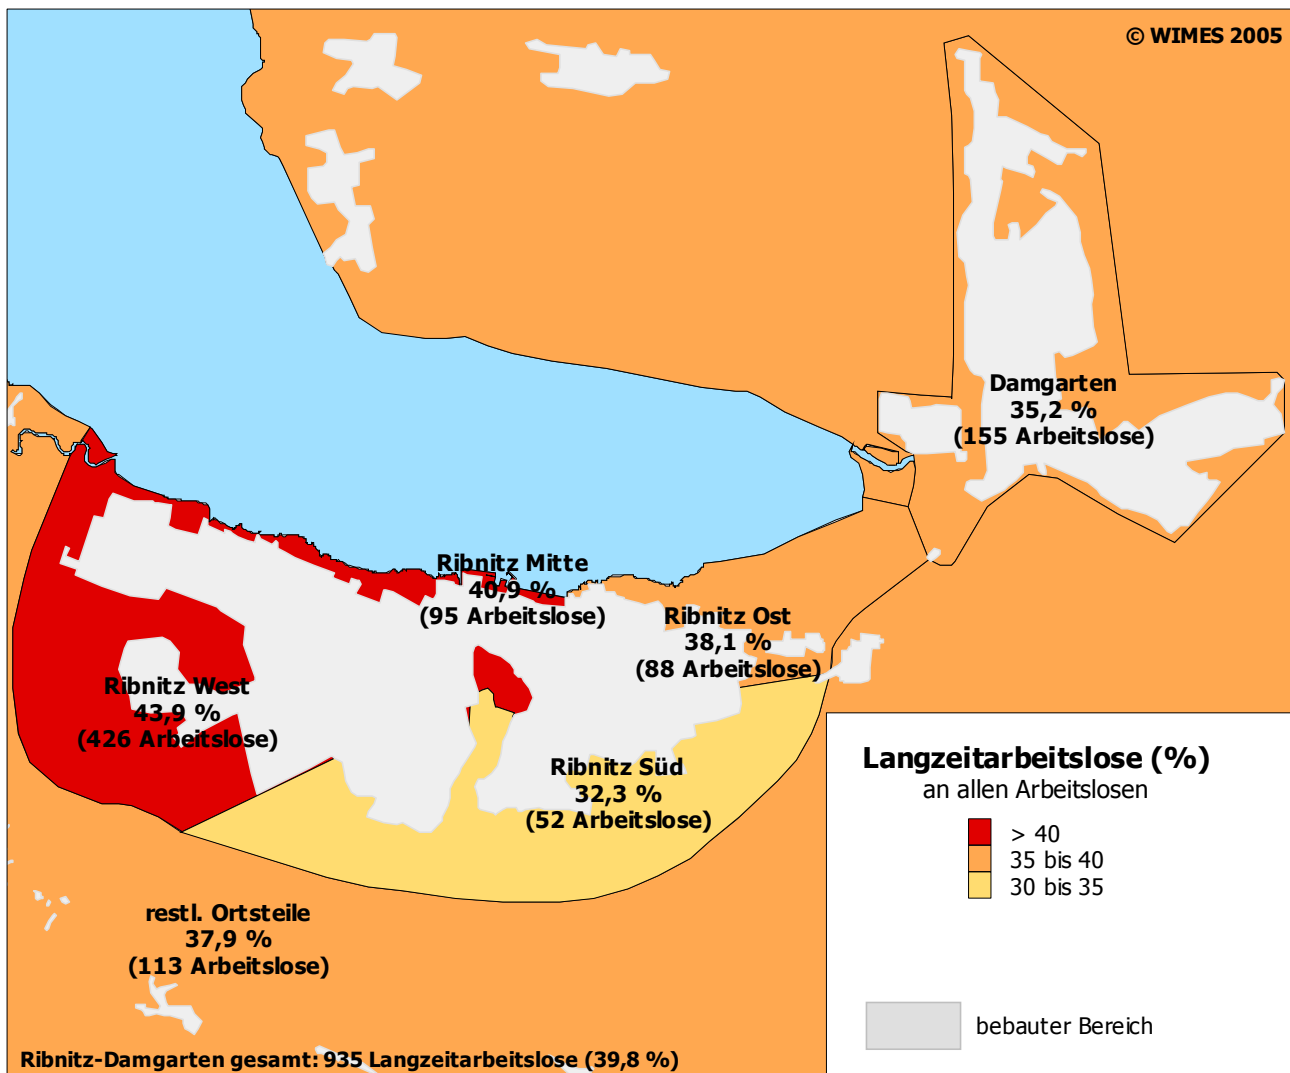 © WIMES 2005
Damgarten
35,2 %
(155 Arbeitslose)
Ribnitz Mitte
40,9 %
(95 Arbeitslose)
Ribnitz Ost
38,1 %
(88 Arbeitslose)
Ribnitz West
43,9 %
(426 Arbeitslose)
Ribnitz Süd
32,3 %
(52 Arbeitslose)
restl. Ortsteile
37,9 %
(113 Arbeitslose)
Ribnitz-Damgarten gesamt: 935 Langzeitarbeitslose (39,8 %)
Langzeitarbeitslose (%)
an allen Arbeitslosen
> 40
35 bis 40
30 bis 35
bebauter Bereich